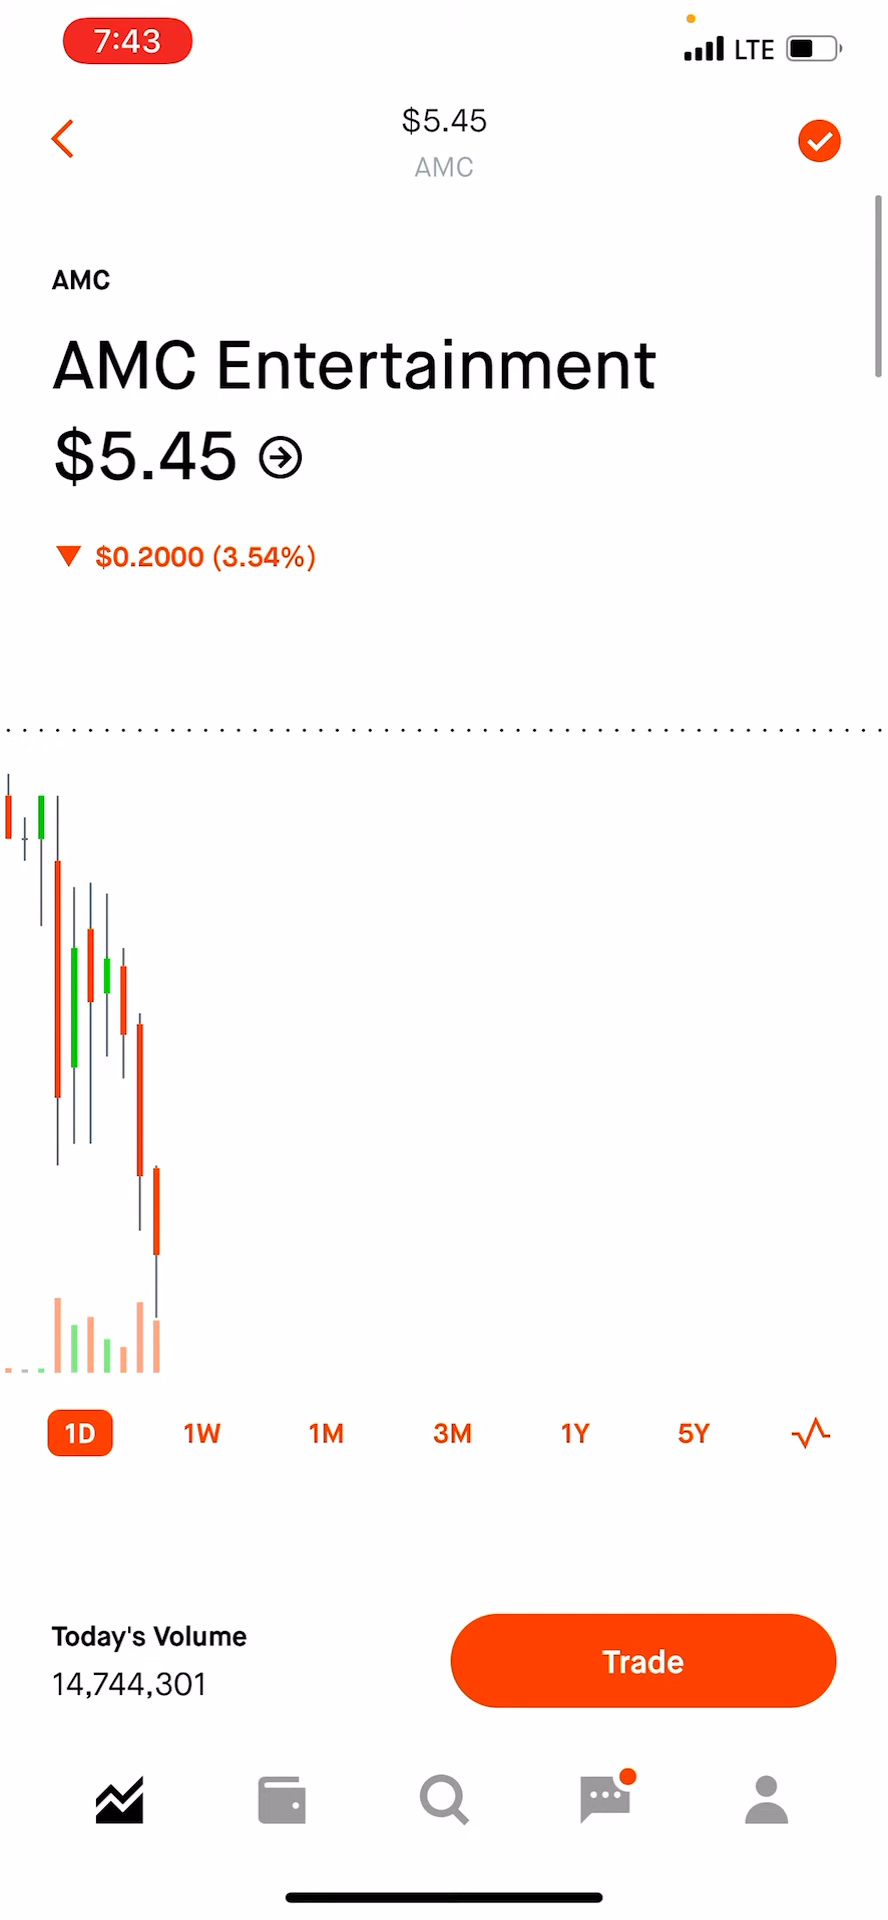 7:43
LTE
$5.45
AMC
AMC
AMC Entertainment
$5.45
$0.2000 (3.54%)
1D 1W 1M 3M 1Y 5Y
Today's Volume
14,744,301
Trade